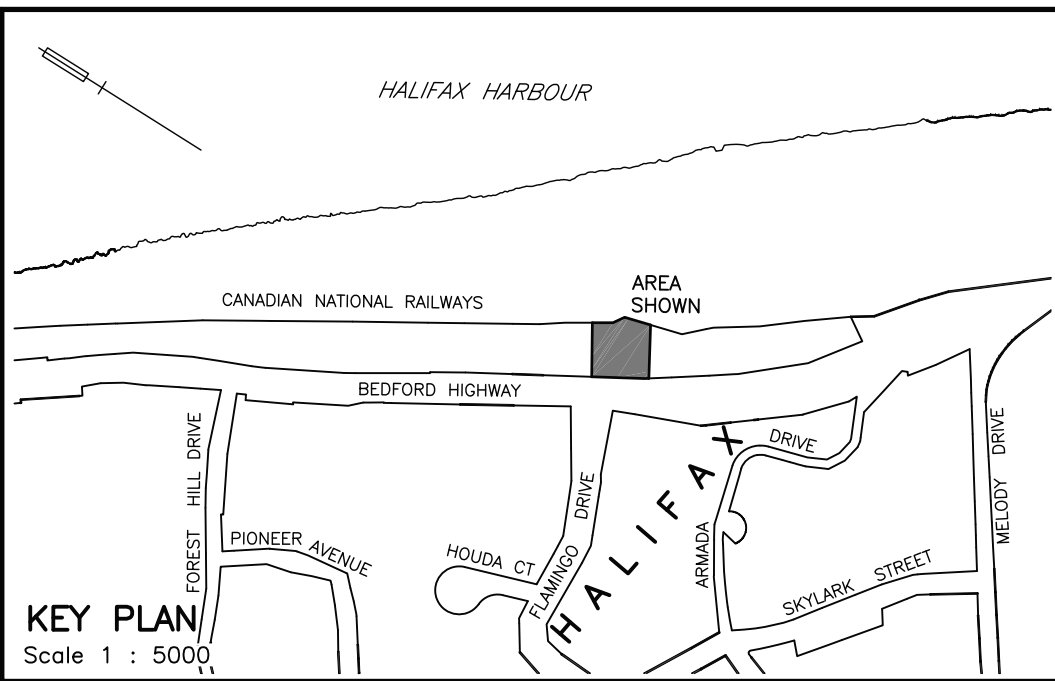 HALIFAX HARBOUR
AREA
SHOWN
CANADIAN NATIONAL RAILWAYS
BEDFORD HIGHWAY
FOREST HILL DRIVE
PIONEER AVENUE
HOUDA CT
FLAMINGO DRIVE
HALIFAX
ARMADA DRIVE
SKYLARK STREET
MELODY DRIVE
KEY PLAN
Scale 1 : 5000